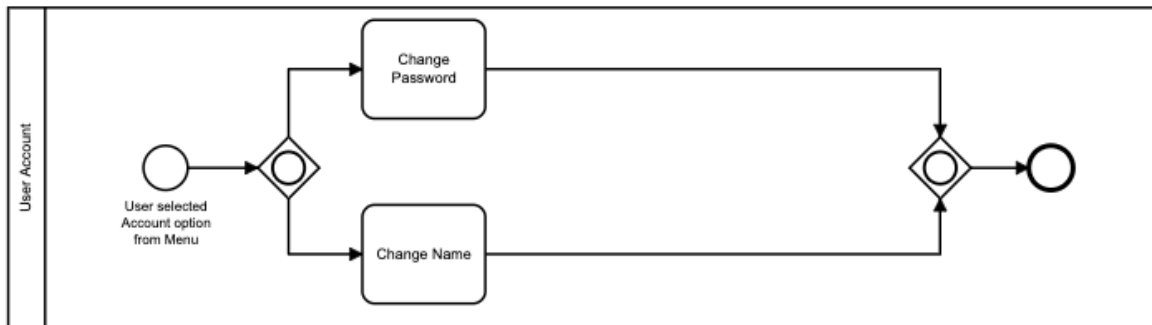 User Account
User selected
Account option
from Menu
Change
Password
Change Name